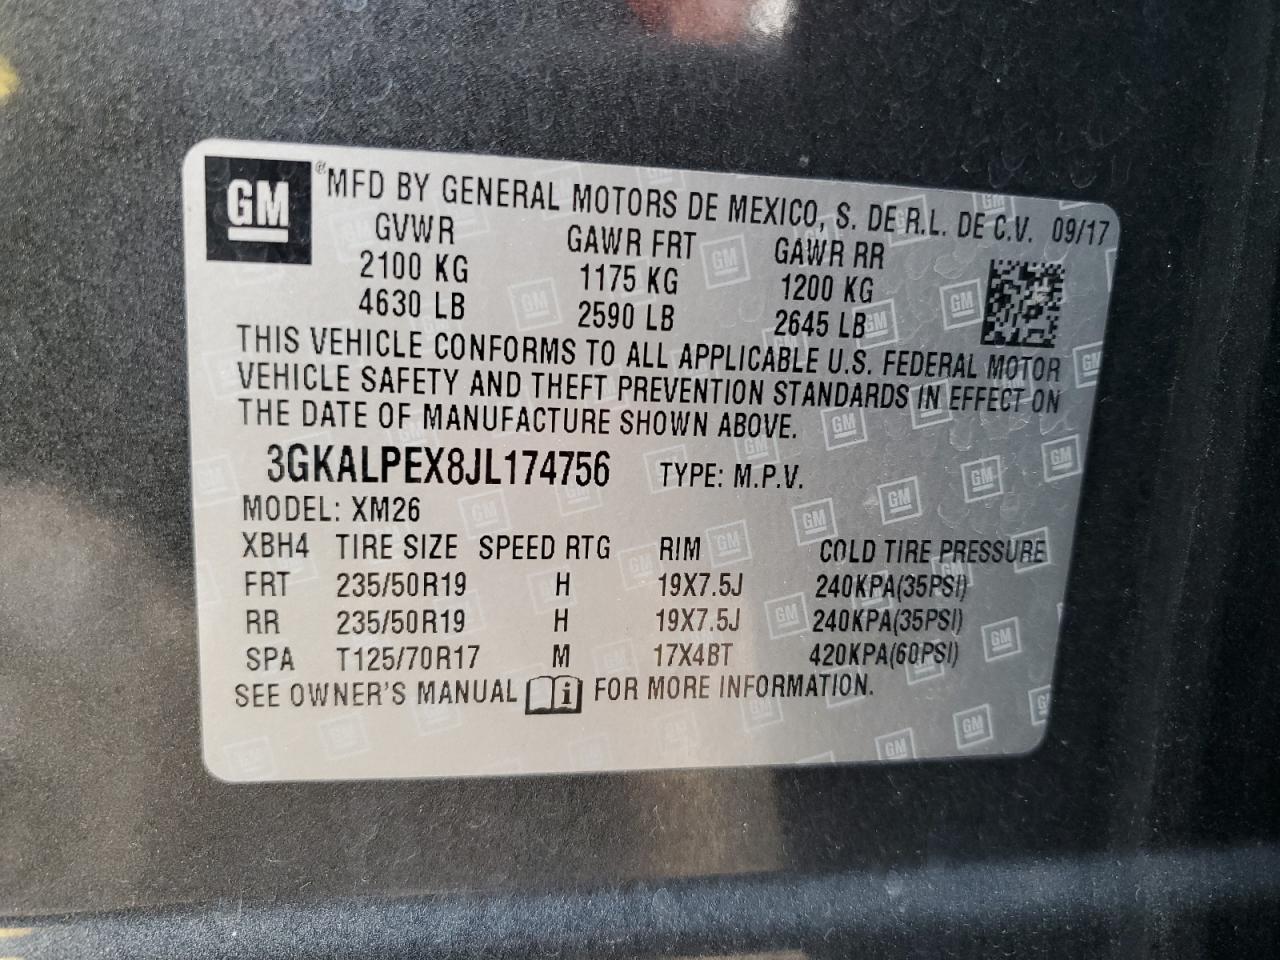 GM ® MFD BY GENERAL MOTORS DE MEXICO, S. DE R.L. DE C.V. 09/17
GVWR GAWR FRT GAWR RR
2100 KG 1175 KG 1200 KG
4630 LB 2590 LB 2645 LB
THIS VEHICLE CONFORMS TO ALL APPLICABLE U.S. FEDERAL MOTOR
VEHICLE SAFETY AND THEFT PREVENTION STANDARDS IN EFFECT ON
THE DATE OF MANUFACTURE SHOWN ABOVE.
3GKALPEX8JL174756 TYPE: M.P.V.
MODEL: XM26
XBH4 TIRE SIZE SPEED RTG RIM COLD TIRE PRESSURE
FRT 235/50R19 H 19X7.5J 240KPA(35PSI)
RR 235/50R19 H 19X7.5J 240KPA(35PSI)
SPA T125/70R17 M 17X4BT 420KPA(60PSI)
SEE OWNER'S MANUAL i FOR MORE INFORMATION.